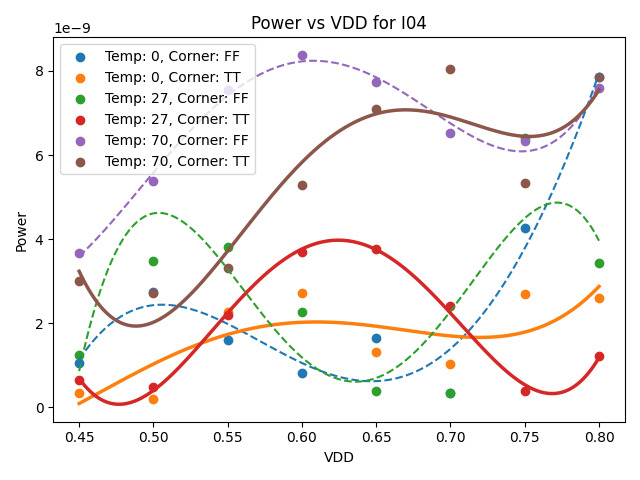 Power vs VDD for I04
1e−9
Temp: 0, Corner: FF
Temp: 0, Corner: TT
Temp: 27, Corner: FF
Temp: 27, Corner: TT
Temp: 70, Corner: FF
Temp: 70, Corner: TT
8
6
4
2
0
Power
0.45 0.50 0.55 0.60 0.65 0.70 0.75 0.80
VDD